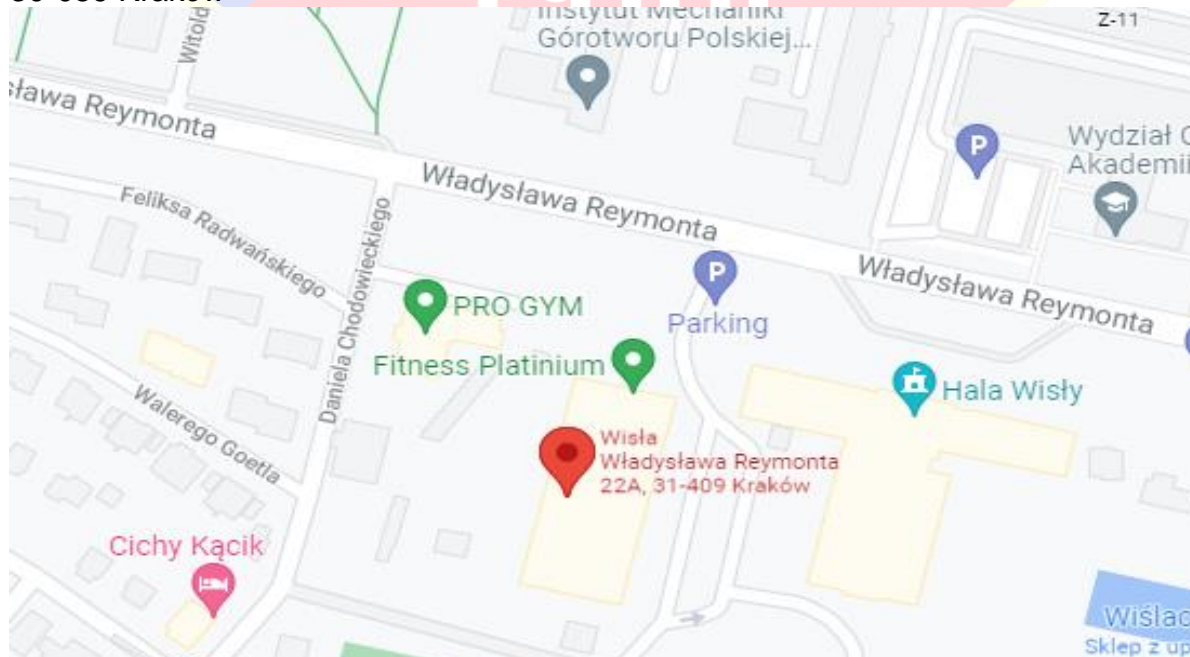 Kraków
Instytut Mechaniki
Górotworu Polskiej...
Z-11
Witold
sława Reymonta
Władysława Reymonta
Wydział
Akademii
P
Feliksa Radwańskiego
Daniela Chodowieckiego
P
Władysława Reymonta
PRO GYM
Parking
Fitness Platinium
Hala Wisły
Walerego Goetla
Wisła
Władysława Reymonta
22A, 31-409 Kraków
Cichy Kącik
Wiślac
Sklep z up